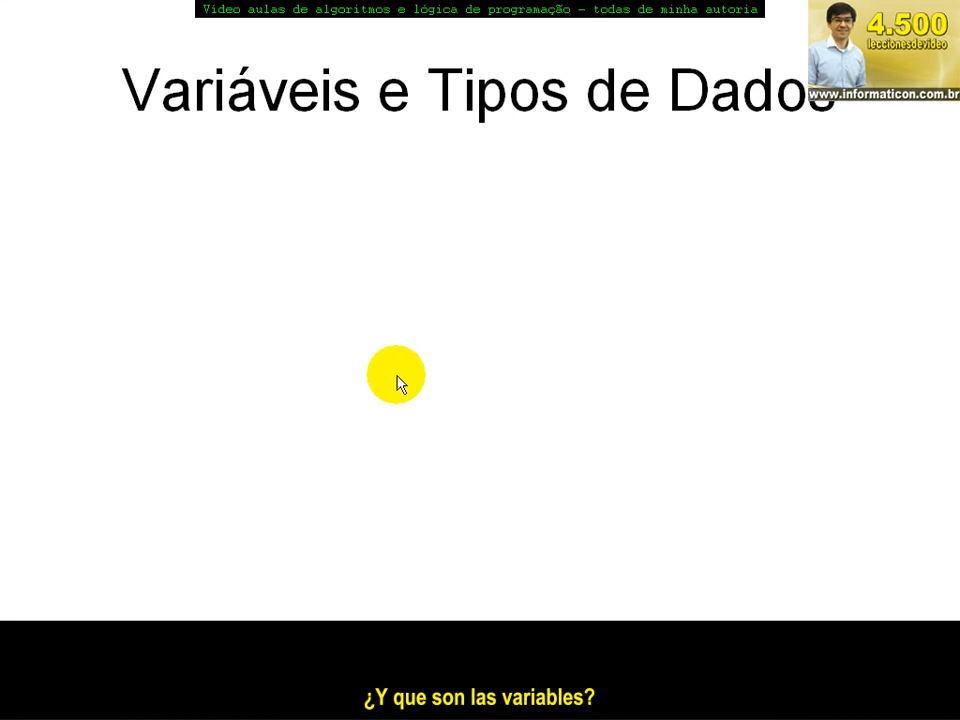 Vídeo aulas de algoritmos e lógica de programação - todas de minha autoria
4.500
leccionesdevideo
www.informaticon.com.br
Variáveis e Tipos de Dados
¿Y que son las variables?